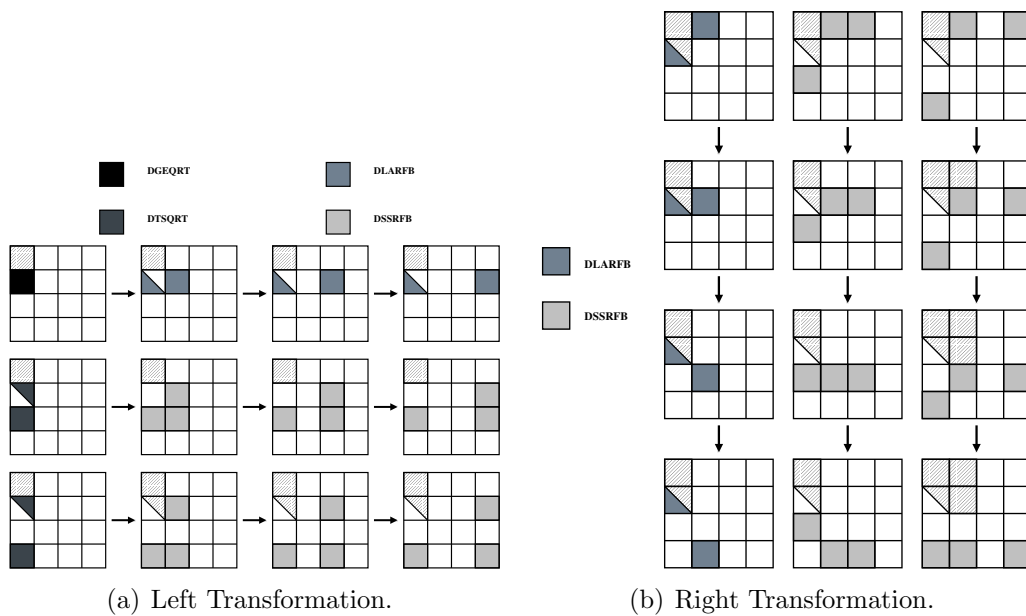 DGEQRT
DLARFB
DTSQRT
DSSRFB
DLARFB
DSSRFB
(a) Left Transformation.
(b) Right Transformation.